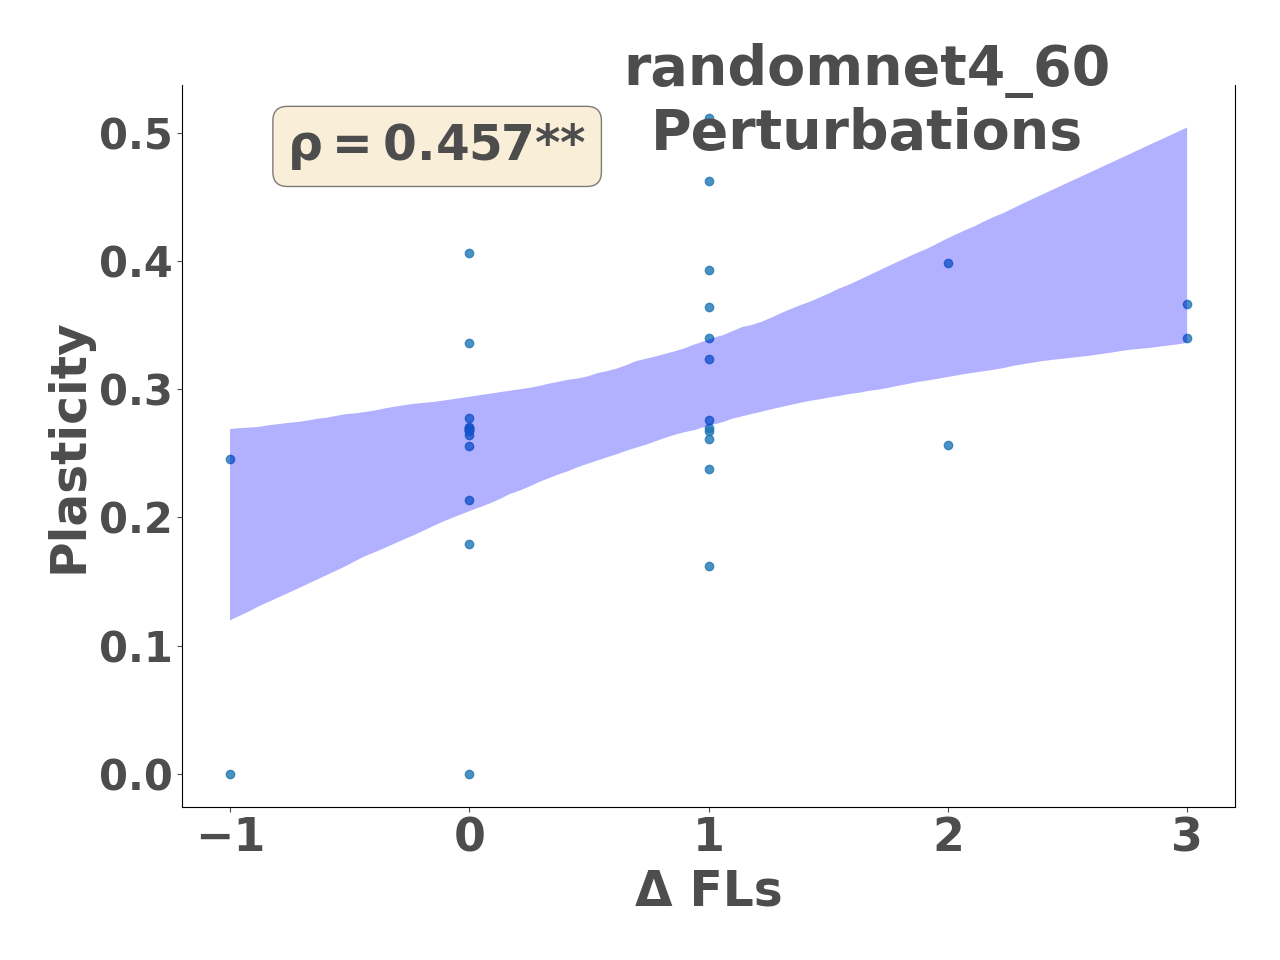 randomnet4_60
Perturbations
ρ = 0.457**
Plasticity
0.5
0.4
0.3
0.2
0.1
0.0
−1 0 1 2 3
Δ FLs